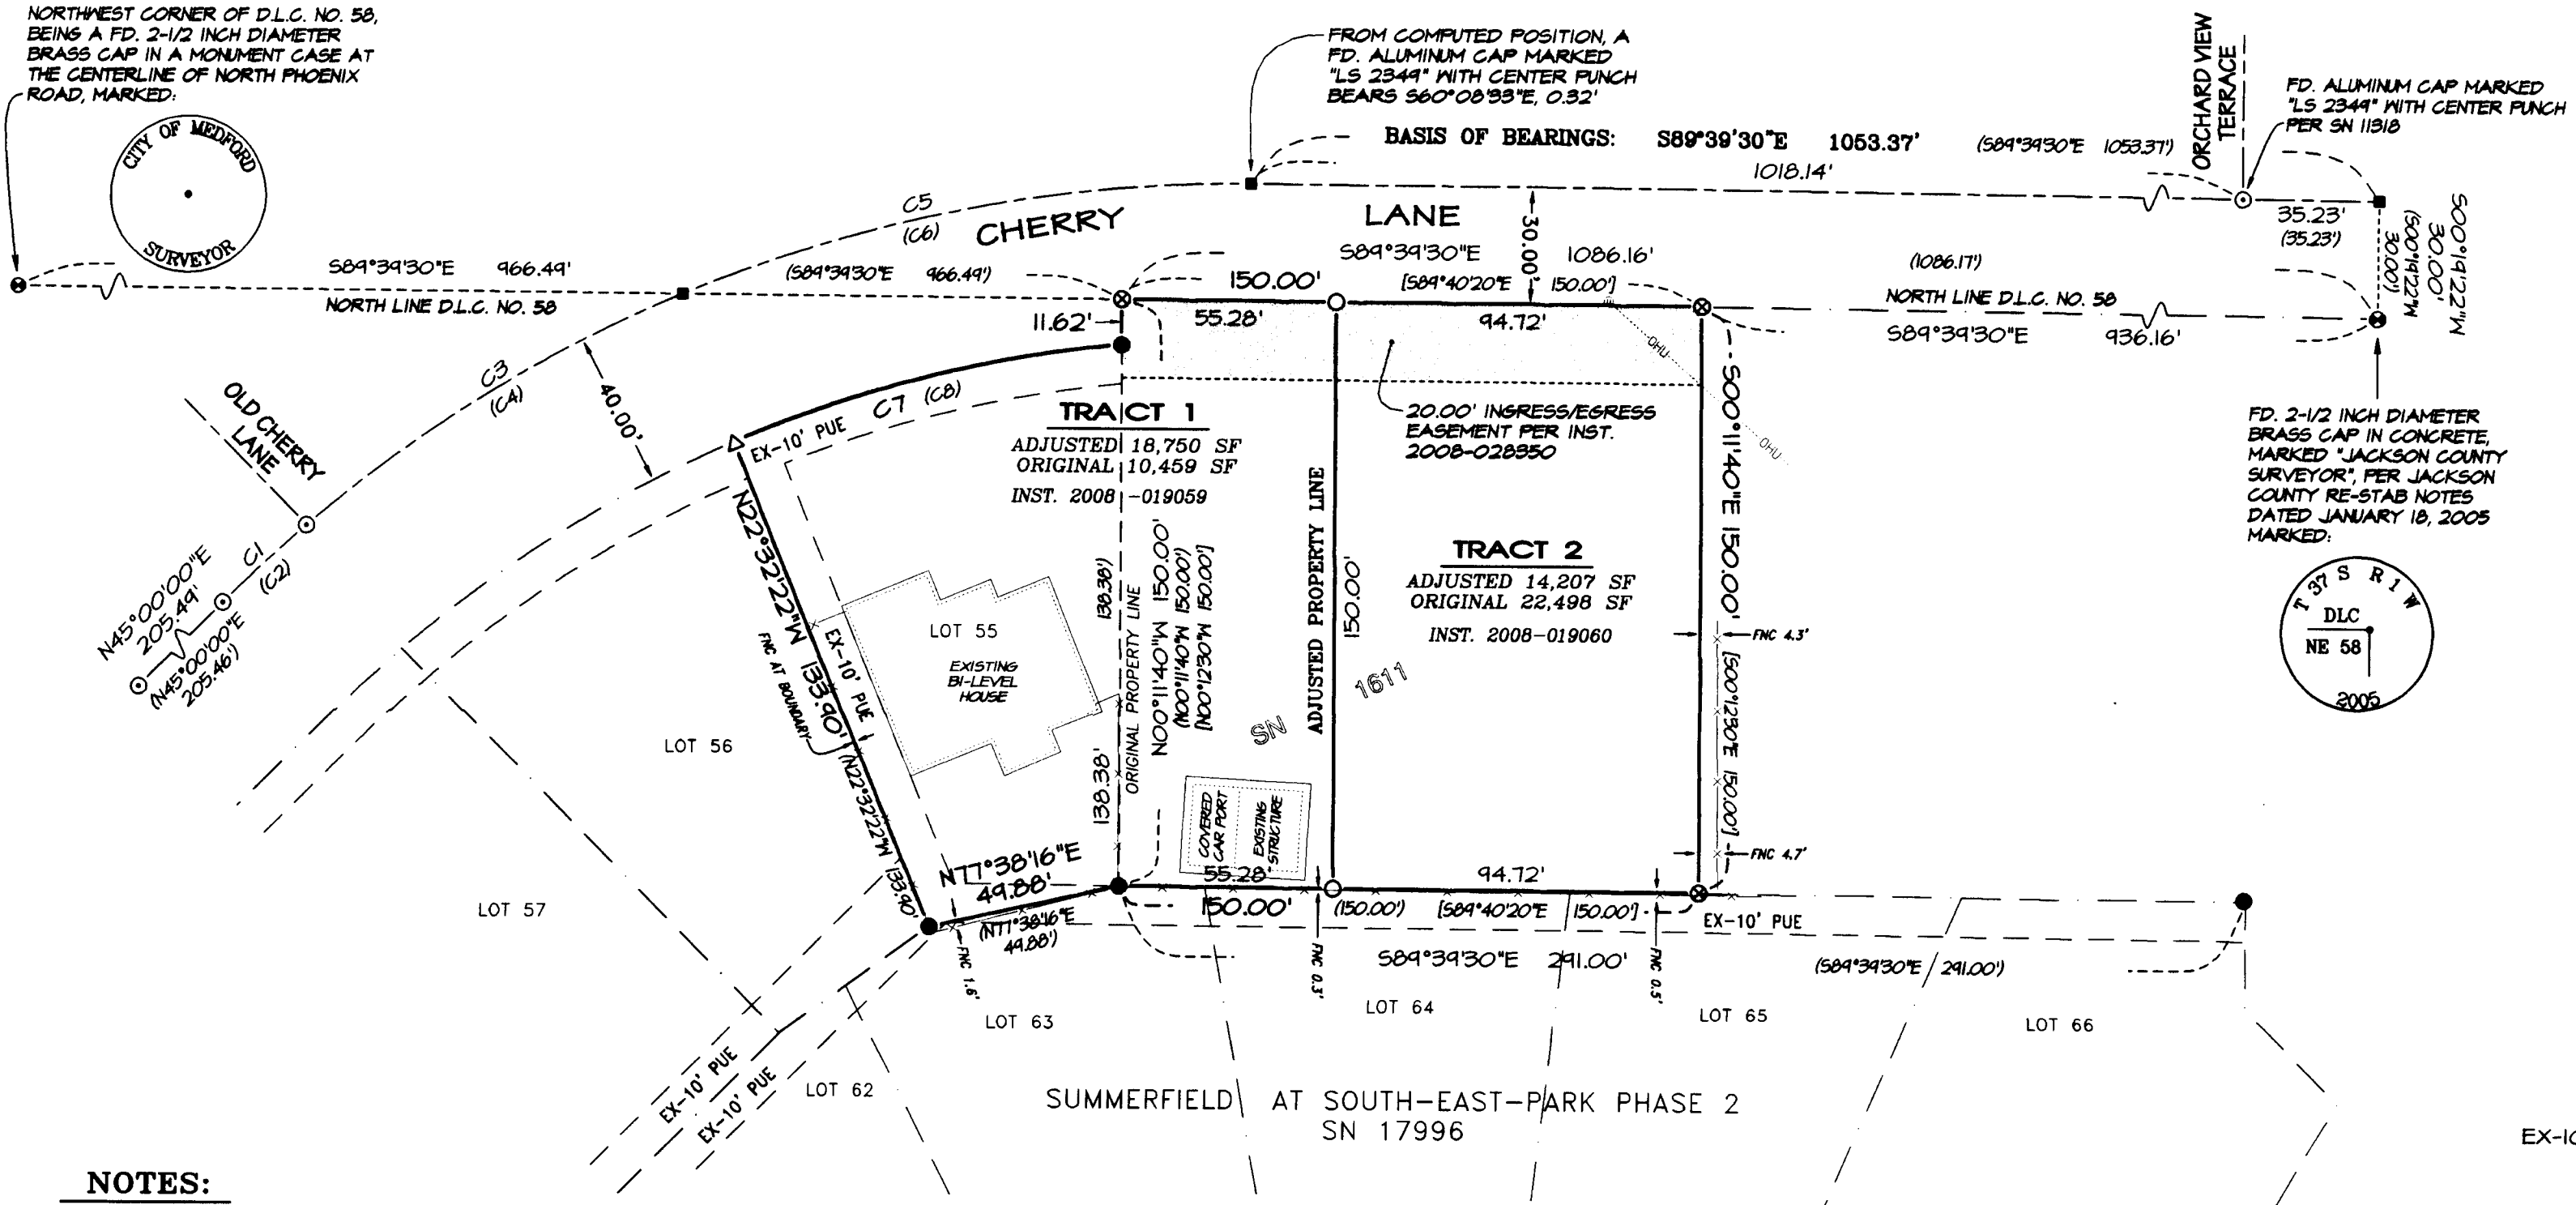 NORTHWEST CORNER OF D.L.C. NO. 58,
BEING A FD. 2-1/2 INCH DIAMETER
BRASS CAP IN A MONUMENT CASE AT
THE CENTERLINE OF NORTH PHOENIX
ROAD, MARKED:
CITY OF MEDFORD
SURVEYOR
FROM COMPUTED POSITION, A
FD. ALUMINUM CAP MARKED
"LS 2349" WITH CENTER PUNCH
BEARS S60°08'33"E, 0.32'
BASIS OF BEARINGS: S89°39'30"E 1053.37'
(S89°39'30"E 1053.37')
1018.14'
ORCHARD VIEW
TERRACE
FD. ALUMINUM CAP MARKED
"LS 2349" WITH CENTER PUNCH
PER SN 11318
35.23'
(35.23')
S00°19'22"W
30.00'
(S00°19'22"W
30.00')
C5
(C6)
CHERRY LANE
30.00'
S89°39'30"E 966.49'
(S89°39'30"E 966.49')
NORTH LINE D.L.C. NO. 58
S89°39'30"E 1086.16'
150.00'
[S89°40'20"E 150.00']
(1086.17')
NORTH LINE D.L.C. NO. 58
S89°39'30"E 936.16'
11.62'
55.28'
94.72'
OHU
OHU
C3
(C4)
40.00'
OLD CHERRY
LANE
C1
(C2)
N45°00'00"E
205.49'
(N45°00'00"E
205.46')
C7 (C8)
EX-10' PUE
TRACT 1
ADJUSTED 18,750 SF
ORIGINAL 10,459 SF
INST. 2008-019059
20.00' INGRESS/EGRESS
EASEMENT PER INST.
2008-028350
TRACT 2
ADJUSTED 14,207 SF
ORIGINAL 22,498 SF
INST. 2008-019060
FD. 2-1/2 INCH DIAMETER
BRASS CAP IN CONCRETE,
MARKED "JACKSON COUNTY
SURVEYOR", PER JACKSON
COUNTY RE-STAB NOTES
DATED JANUARY 18, 2005
MARKED:
T 37 S R 1 W
DLC
NE 58
2005
N22°32'22"W 133.90'
(N22°32'22"W 133.90')
FNC AT BOUNDARY
EX-10' PUE
LOT 55
EXISTING
BI-LEVEL
HOUSE
138.38')
138.38'
ORIGINAL PROPERTY LINE
N00°11'40"W 150.00'
(N00°11'40"W 150.00')
[N00°12'30"W 150.00']
ADJUSTED PROPERTY LINE
150.00'
SN 1611
S00°11'40"E 150.00'
[S00°12'30"E 150.00']
FNC 4.3'
FNC 4.7'
COVERED
CAR PORT
EXISTING
STRUCTURE
N77°38'16"E
49.88'
(N77°38'16"E
49.88')
FNC 1.6'
55.28'
94.72'
150.00'
(150.00')
[S89°40'20"E 150.00']
FNC 0.3'
FNC 0.5'
EX-10' PUE
S89°39'30"E 291.00'
(S89°39'30"E 291.00')
LOT 56
LOT 57
LOT 62
LOT 63
LOT 64
LOT 65
LOT 66
EX-10' PUE
EX-10' PUE
SUMMERFIELD AT SOUTH-EAST-PARK PHASE 2
SN 17996
NOTES:
EX-10